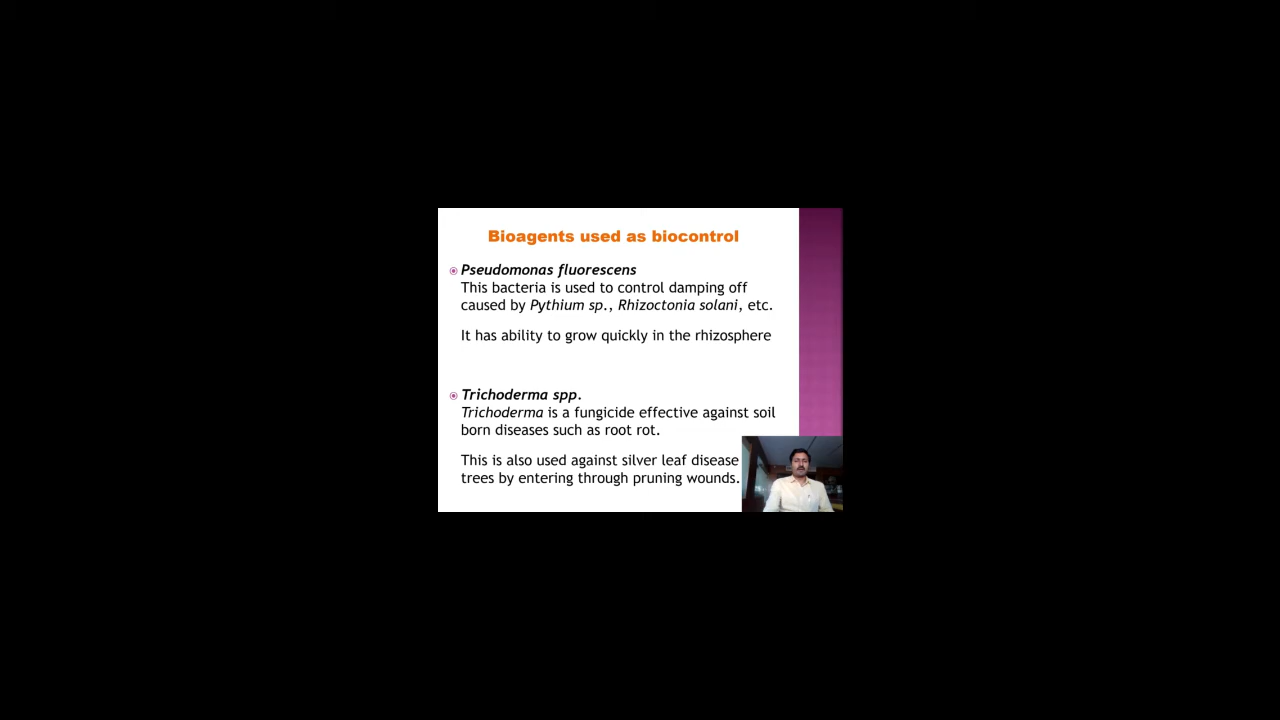 Bioagents used as biocontrol
Pseudomonas fluorescens
This bacteria is used to control damping off
caused by Pythium sp., Rhizoctonia solani, etc.
It has ability to grow quickly in the rhizosphere
Trichoderma spp.
Trichoderma is a fungicide effective against soil
born diseases such as root rot.
This is also used against silver leaf disease
trees by entering through pruning wounds.